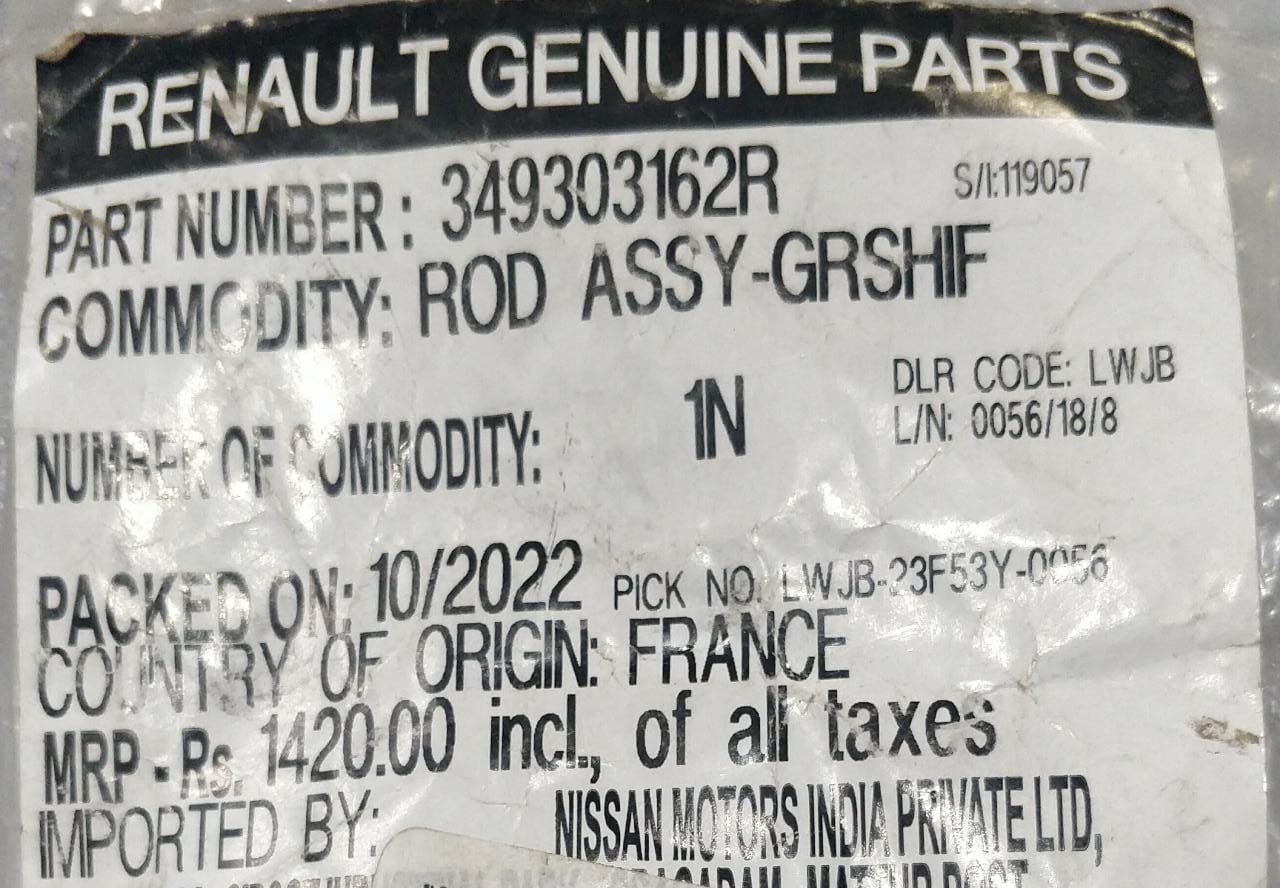 RENAULT GENUINE PARTS
PART NUMBER : 349303162R S/I:119057
COMMODITY: ROD ASSY-GRSHIF
DLR CODE: LWJB
NUMBER OF COMMODITY: 1N L/N: 0056/18/8
PACKED ON: 10/2022 PICK NO. LWJB-23F53Y-0056
COUNTRY OF ORIGIN: FRANCE
MRP - Rs. 1420.00 incl., of all taxes
IMPORTED BY: NISSAN MOTORS INDIA PRIVATE LTD,